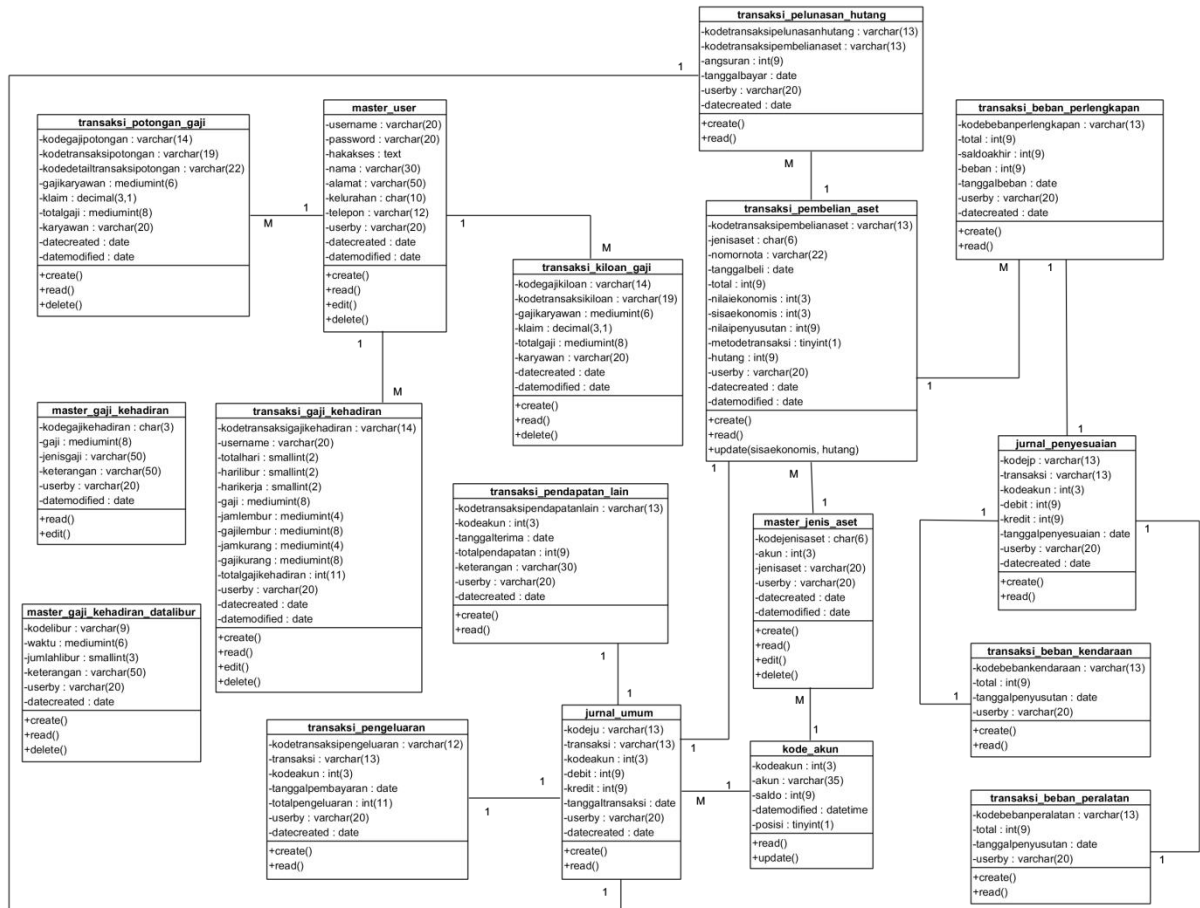 transaksi_pelunasan_hutang
-kodetransaksipelunasanhutang : varchar(13)
-kodetransaksipembelianaset : varchar(13)
-angsuran : int(9)
-tanggalbayar : date
-userby : varchar(20)
-datecreated : date
+create()
+read()
1
M
1
transaksi_potongan_gaji
-kodegajipotongan : varchar(14)
-kodetransaksipotongan : varchar(19)
-kodedetailtransaksipotongan : varchar(22)
-gajikaryawan : mediumint(6)
-klaim : decimal(3,1)
-totalgaji : mediumint(8)
-karyawan : varchar(20)
-datecreated : date
-datemodified : date
+create()
+read()
+delete()
M
1
master_user
-username : varchar(20)
-password : varchar(20)
-hakakses : text
-nama : varchar(30)
-alamat : varchar(50)
-kelurahan : char(10)
-telepon : varchar(12)
-userby : varchar(20)
-datecreated : date
-datemodified : date
+create()
+read()
+edit()
+delete()
1
M
1
M
transaksi_kiloan_gaji
-kodegajikiloan : varchar(14)
-kodetransaksikiloan : varchar(19)
-gajikaryawan : mediumint(6)
-klaim : decimal(3,1)
-totalgaji : mediumint(8)
-karyawan : varchar(20)
-datecreated : date
-datemodified : date
+create()
+read()
+delete()
transaksi_pembelian_aset
-kodetransaksipembelianaset : varchar(13)
-jenisaset : char(6)
-nomornota : varchar(22)
-tanggalbeli : date
-total : int(9)
-nilaiekonomis : int(3)
-sisaekonomis : int(3)
-nilaipenyusutan : int(9)
-metodetransaksi : tinyint(1)
-hutang : int(9)
-userby : varchar(20)
-datecreated : date
-datemodified : date
+create()
+read()
+update(sisaekonomis, hutang)
1
M
1
transaksi_beban_perlengkapan
-kodebebanperlengkapan : varchar(13)
-total : int(9)
-saldoakhir : int(9)
-beban : int(9)
-tanggalbeban : date
-userby : varchar(20)
-datecreated : date
+create()
+read()
M
1
1
1
master_gaji_kehadiran
-kodegajikehadiran : char(3)
-gaji : mediumint(8)
-jenisgaji : varchar(50)
-keterangan : varchar(50)
-userby : varchar(20)
-datemodified : date
+read()
+edit()
transaksi_gaji_kehadiran
-kodetransaksigajikehadiran : varchar(14)
-username : varchar(20)
-totalhari : smallint(2)
-harilibur : smallint(2)
-harikerja : smallint(2)
-gaji : mediumint(8)
-jamlembur : mediumint(4)
-gajilembur : mediumint(8)
-jamkurang : mediumint(4)
-gajikurang : mediumint(8)
-totalgajikehadiran : int(11)
-userby : varchar(20)
-datecreated : date
-datemodified : date
+create()
+read()
+edit()
+delete()
transaksi_pendapatan_lain
-kodetransaksipendapatanlain : varchar(13)
-kodeakun : int(3)
-tanggalterima : date
-totalpendapatan : int(9)
-keterangan : varchar(30)
-userby : varchar(20)
-datecreated : date
+create()
+read()
1
1
master_jenis_aset
-kodejenisaset : char(6)
-akun : int(3)
-jenisaset : varchar(20)
-userby : varchar(20)
-datecreated : date
-datemodified : date
+create()
+read()
+edit()
+delete()
M
1
jurnal_penyesuaian
-kodejp : varchar(13)
-transaksi : varchar(13)
-kodeakun : int(3)
-debit : int(9)
-kredit : int(9)
-tanggalpenyesuaian : date
-userby : varchar(20)
-datecreated : date
+create()
+read()
1
1
master_gaji_kehadiran_datalibur
-kodelibur : varchar(9)
-waktu : mediumint(6)
-jumlahlibur : smallint(3)
-keterangan : varchar(50)
-userby : varchar(20)
-datecreated : date
+create()
+read()
+delete()
transaksi_beban_kendaraan
-kodebebankendaraan : varchar(13)
-total : int(9)
-tanggalpenyusutan : date
-userby : varchar(20)
+create()
+read()
1
transaksi_pengeluaran
-kodetransaksipengeluaran : varchar(12)
-transaksi : varchar(13)
-kodeakun : int(3)
-tanggalpembayaran : date
-totalpengeluaran : int(11)
-userby : varchar(20)
-datecreated : date
+create()
+read()
1
1
jurnal_umum
-kodeju : varchar(13)
-transaksi : varchar(13)
-kodeakun : int(3)
-debit : int(9)
-kredit : int(9)
-tanggaltransaksi : date
-userby : varchar(20)
-datecreated : date
+create()
+read()
1
M
1
1
kode_akun
-kodeakun : int(3)
-akun : varchar(35)
-saldo : int(9)
-datemodified : datetime
-posisi : tinyint(1)
+read()
+update()
transaksi_beban_peralatan
-kodebebanperalatan : varchar(13)
-total : int(9)
-tanggalpenyusutan : date
-userby : varchar(20)
+create()
+read()
1